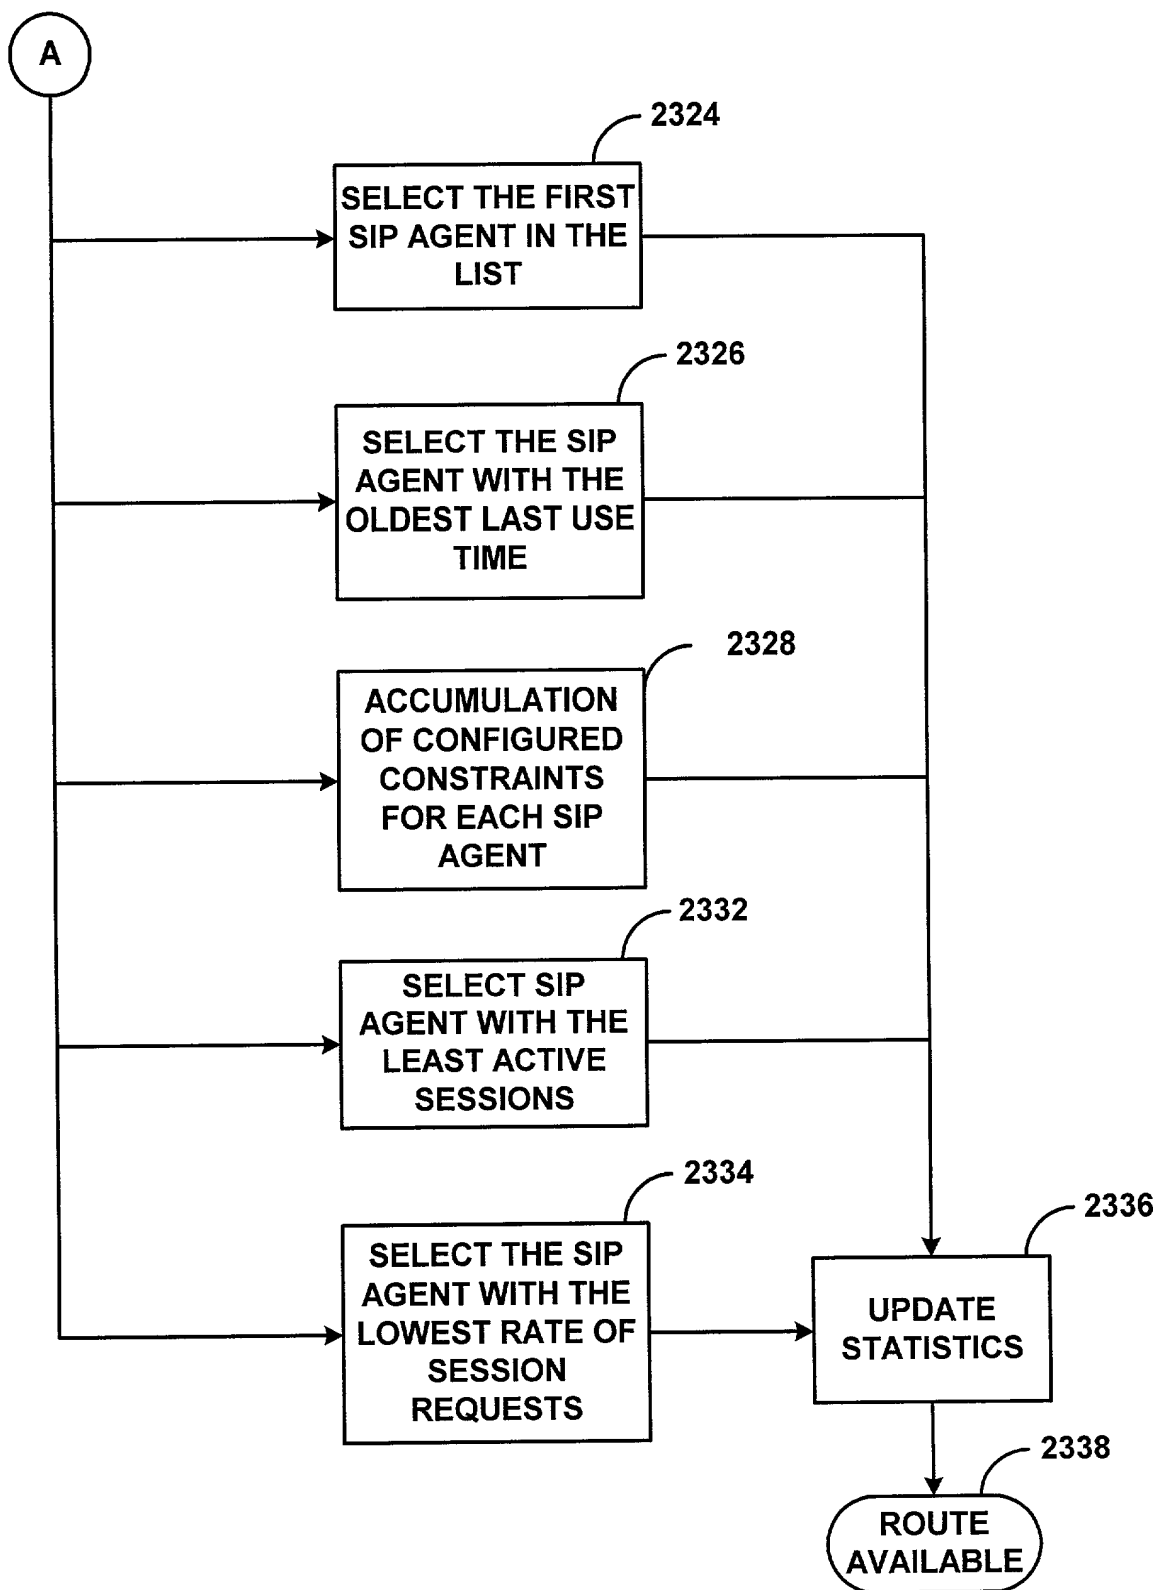 A
2324
SELECT THE FIRST
SIP AGENT IN THE
LIST
2326
SELECT THE SIP
AGENT WITH THE
OLDEST LAST USE
TIME
2328
ACCUMULATION
OF CONFIGURED
CONSTRAINTS
FOR EACH SIP
AGENT
2332
SELECT SIP
AGENT WITH THE
LEAST ACTIVE
SESSIONS
2334
SELECT THE SIP
AGENT WITH THE
LOWEST RATE OF
SESSION
REQUESTS
2336
UPDATE
STATISTICS
2338
ROUTE
AVAILABLE